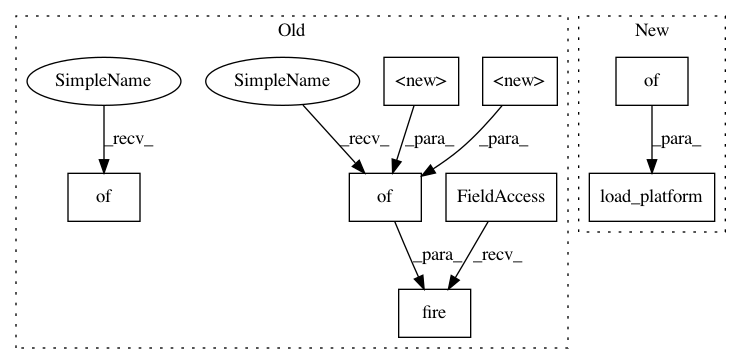 Old
New
SimpleName
SimpleName
<new>
<new>
of
_recv_
_recv_
_para_
_para_
_para_
of
of
FieldAccess
load_platform
_para_
_recv_
fire